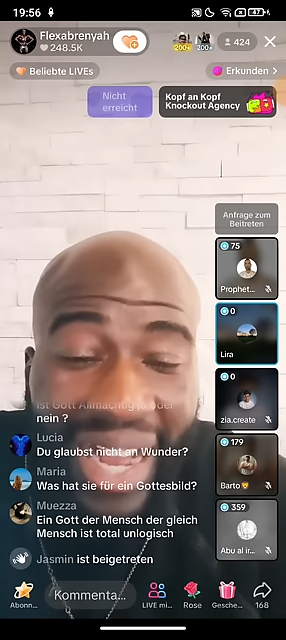 19:56
47
Flexabrenyah
248.5K
200+
200+
424
Beliebte LIVEs
Erkunden >
Nicht
erreicht
Kopf an Kopf
Knockout Agency
Anfrage zum
Beitreten
75
Prophet...
0
Lira
0
zia.create
179
Barto
359
Abu al ir...
ist Gott Allmächtig ja oder
nein ?
Lucia
Du glaubst nicht an Wunder?
Maria
Was hat sie für ein Gottesbild?
Muezza
Ein Gott der Mensch der gleich
Mensch ist total unlogisch
Jasmin ist beigetreten
Abonn...
Kommenta...
LIVE mi...
Rose
Gesche...
168